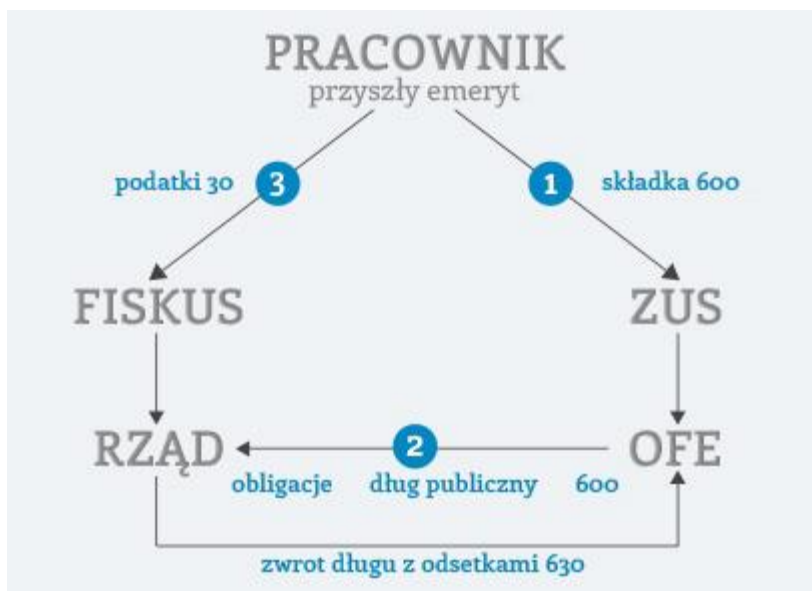 PRACOWNIK
przyszły emeryt
podatki 30 3 1 składka 600
FISKUS ZUS
RZĄD 2 OFE
obligacje dług publiczny 600
zwrot długu z odsetkami 630